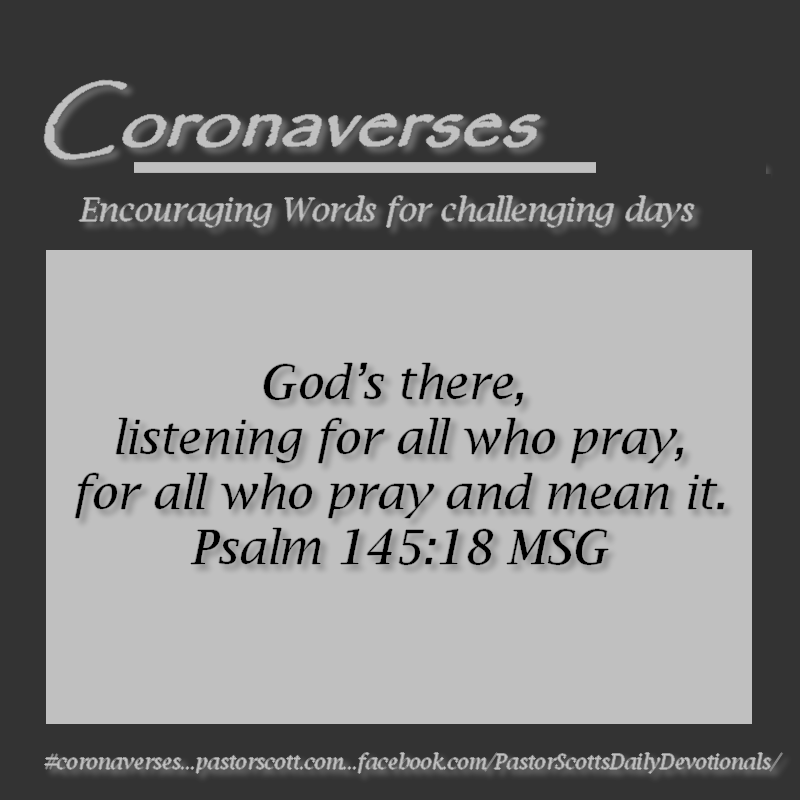 Coronaverses
Encouraging Words for challenging days
God's there,
listening for all who pray,
for all who pray and mean it.
Psalm 145:18 MSG
#coronaverses...pastorscott.com...facebook.com/PastorScottsDailyDevotionals/